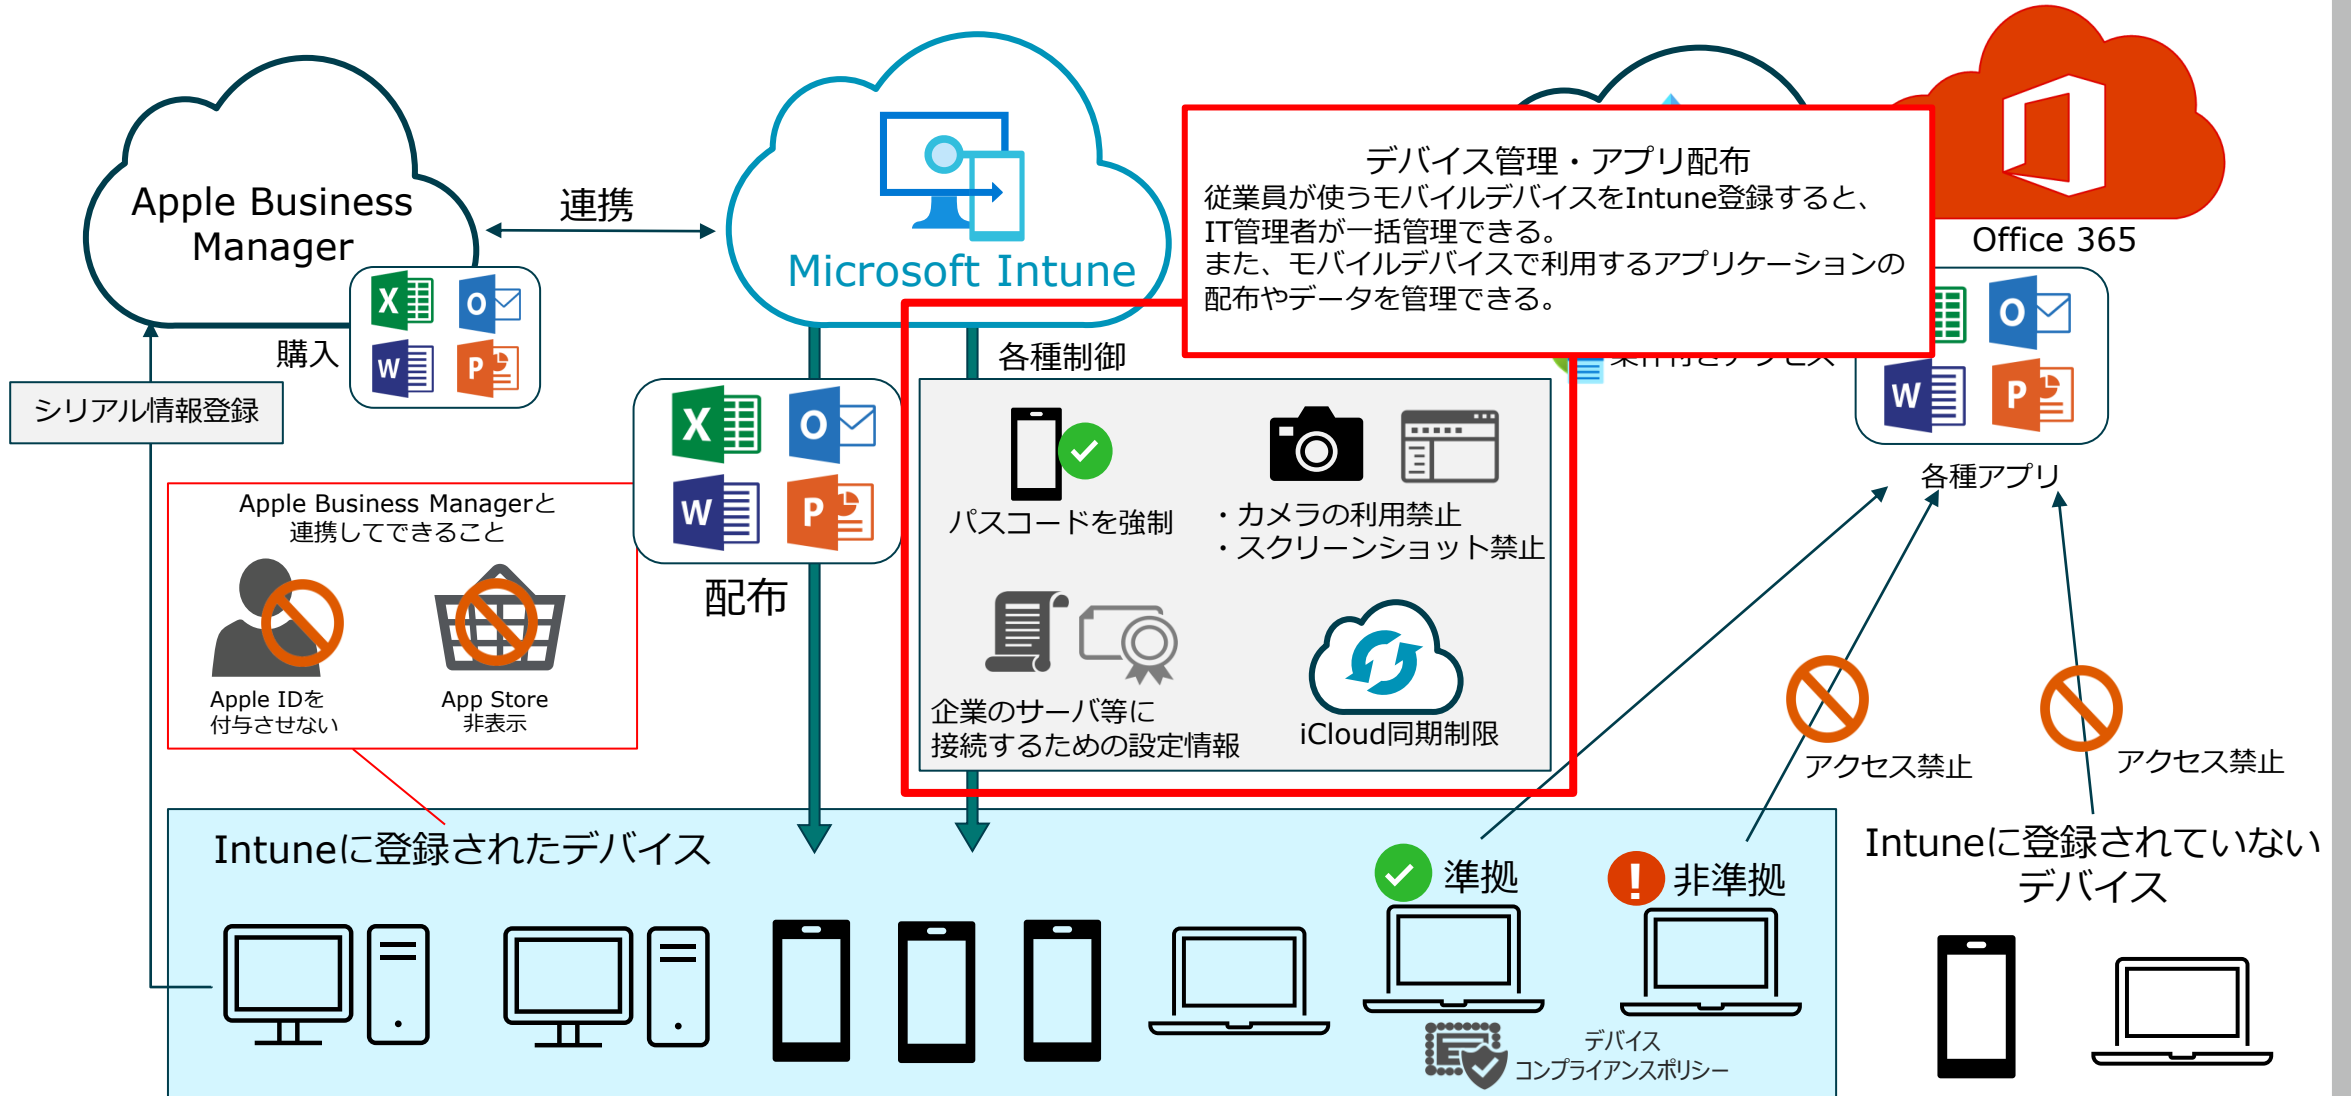 Apple Business
Manager
連携
Microsoft Intune
デバイス管理・アプリ配布
従業員が使うモバイルデバイスをIntune登録すると、
IT管理者が一括管理できる。
また、モバイルデバイスで利用するアプリケーションの
配布やデータを管理できる。
Office 365
購入
シリアル情報登録
各種制御
各種アプリ
Apple Business Managerと
連携してできること
Apple IDを
付与させない
App Store
非表示
配布
パスコードを強制
・カメラの利用禁止
・スクリーンショット禁止
企業のサーバ等に
接続するための設定情報
iCloud同期制限
アクセス禁止
アクセス禁止
Intuneに登録されたデバイス
準拠
非準拠
Intuneに登録されていない
デバイス
デバイス
コンプライアンスポリシー
X
O
W
P
X
O
W
P
O
W
P